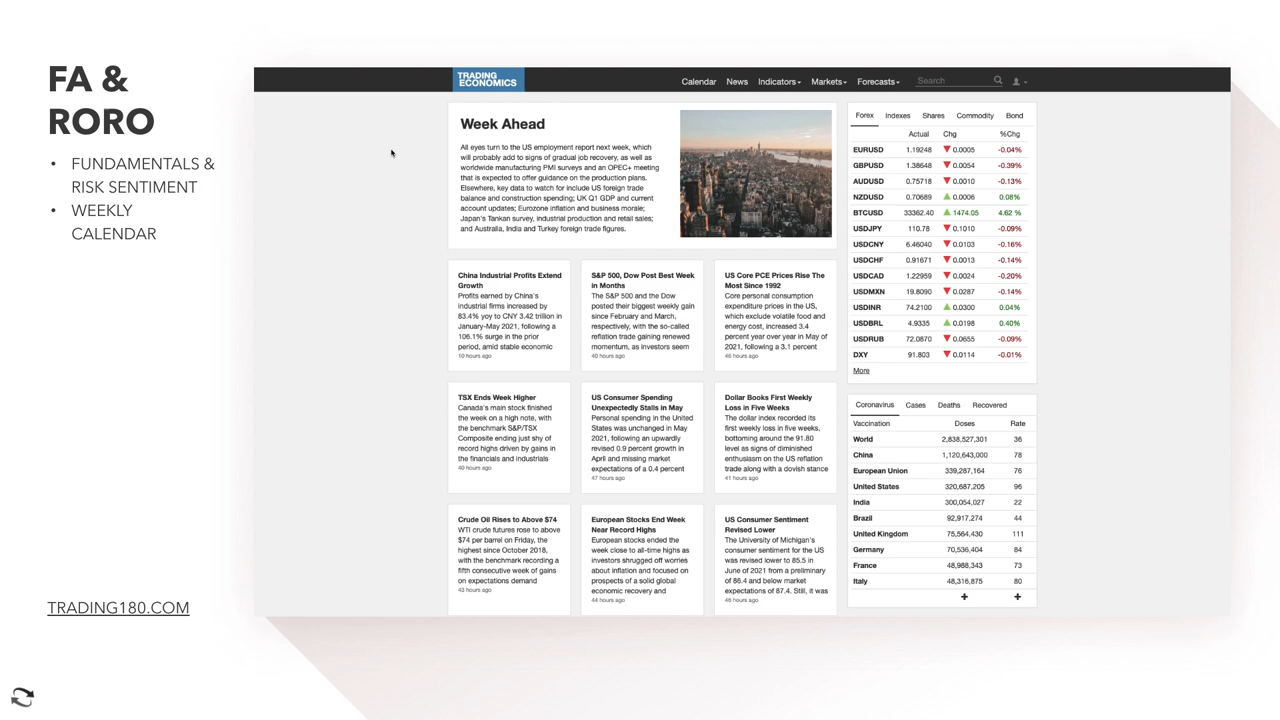 FA &
RORO
• FUNDAMENTALS &
RISK SENTIMENT
• WEEKLY
CALENDAR
TRADING180.COM
TRADING
ECONOMICS
Calendar News Indicators Markets Forecasts Search
Week Ahead
All eyes turn to the US employment report next week, which
will probably add to signs of gradual job recovery, as well as
worldwide manufacturing PMI surveys and an OPEC+ meeting
that is expected to offer guidance on the production plans.
Elsewhere, key data to watch for include US foreign trade
balance and construction spending; UK Q1 GDP and current
account updates; Eurozone inflation and business morale;
Japan's Tankan survey, industrial production and retail sales;
and Australia, India and Turkey foreign trade figures.
China Industrial Profits Extend
Growth
Profits earned by China's
industrial firms increased by
83.4% yoy to CNY 3.42 trillion in
January-May 2021, following a
106.1% surge in the prior
period, amid stable economic
10 hours ago
S&P 500, Dow Post Best Week
in Months
The S&P 500 and the Dow
posted their biggest weekly gain
since February and March,
respectively, with the so-called
reflation trade gaining renewed
momentum, as investors seem
40 hours ago
US Core PCE Prices Rise The
Most Since 1992
Core personal consumption
expenditure prices in the US,
which exclude volatile food and
energy cost, increased 3.4
percent year over year in May of
2021, following a 3.1 percent
46 hours ago
TSX Ends Week Higher
Canada's main stock finished
the week on a high note, with
the benchmark S&P/TSX
Composite ending just shy of
record highs driven by gains in
the financials and industrials
40 hours ago
US Consumer Spending
Unexpectedly Stalls in May
Personal spending in the United
States was unchanged in May
2021, following an upwardly
revised 0.9 percent growth in
April and missing market
expectations of a 0.4 percent
47 hours ago
Dollar Books First Weekly
Loss in Five Weeks
The dollar index recorded its
first weekly loss in five weeks,
bottoming around the 91.80
level as signs of diminished
enthusiasm on the US reflation
trade along with a dovish stance
41 hours ago
Crude Oil Rises to Above $74
WTI crude futures rose to above
$74 per barrel on Friday, the
highest since October 2018,
with the benchmark recording a
fifth consecutive week of gains
on expectations demand
43 hours ago
European Stocks End Week
Near Record Highs
European stocks ended the
week close to all-time highs as
investors shrugged off worries
about inflation and focused on
prospects of a solid global
economic recovery and
44 hours ago
US Consumer Sentiment
Revised Lower
The University of Michigan's
consumer sentiment for the US
was revised lower to 85.5 in
June of 2021 from a preliminary
of 86.4 and below market
expectations of 87.4. Still, it was
46 hours ago
Forex Indexes Shares Commodity Bond
Actual Chg %Chg
EURUSD 1.19248 ▼ 0.0005 -0.04%
GBPUSD 1.38648 ▼ 0.0054 -0.39%
AUDUSD 0.75718 ▼ 0.0010 -0.13%
NZDUSD 0.70689 ▲ 0.0006 0.08%
BTCUSD 33362.40 ▲ 1474.05 4.62 %
USDJPY 110.78 ▼ 0.1010 -0.09%
USDCNY 6.46040 ▼ 0.0103 -0.16%
USDCHF 0.91671 ▼ 0.0013 -0.14%
USDCAD 1.22959 ▼ 0.0024 -0.20%
USDMXN 19.8090 ▼ 0.0287 -0.14%
USDINR 74.2100 ▲ 0.0300 0.04%
USDBRL 4.9335 ▲ 0.0198 0.40%
USDRUB 72.0870 ▼ 0.0655 -0.09%
DXY 91.803 ▼ 0.0114 -0.01%
More
Coronavirus Cases Deaths Recovered
Vaccination Doses Rate
World 2,838,527,301 36
China 1,120,643,000 78
European Union 339,287,164 76
United States 320,687,205 96
India 300,054,027 22
Brazil 92,917,274 44
United Kingdom 75,564,430 111
Germany 70,536,404 84
France 48,988,343 73
Italy 48,316,875 80
+ +